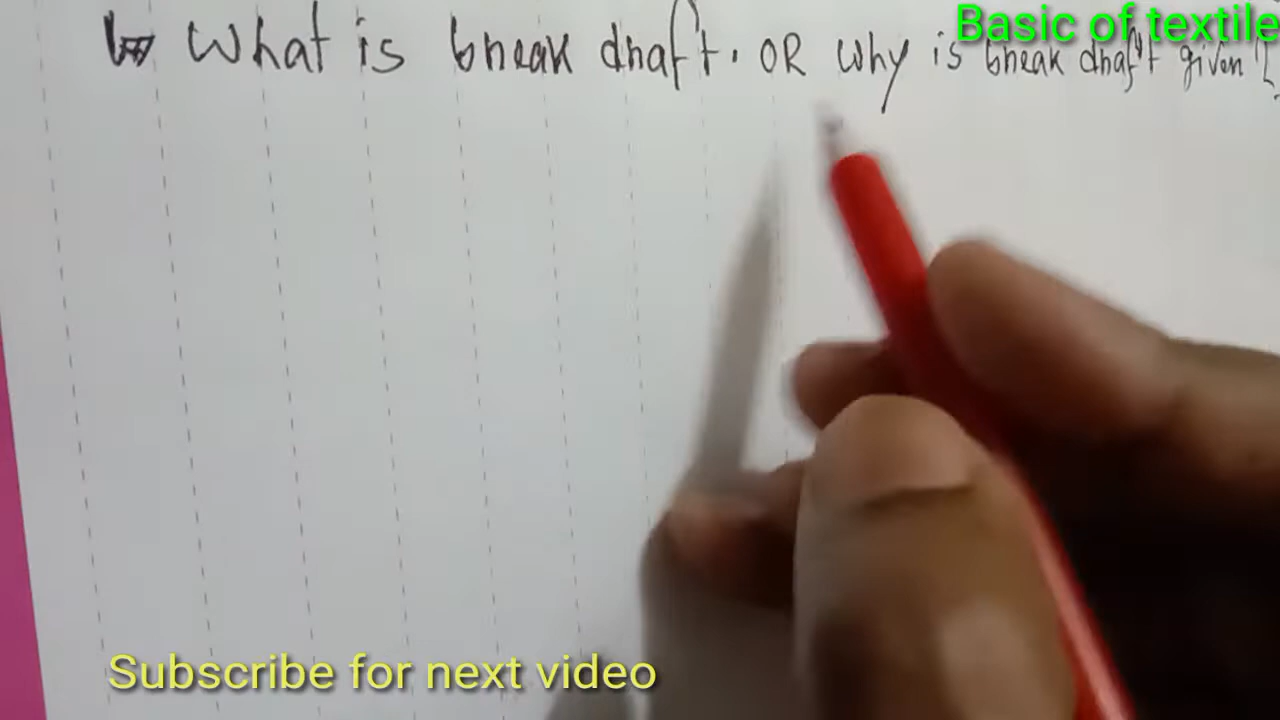 Basic of textile
What is break draft. OR why is break draft given?
Subscribe for next video